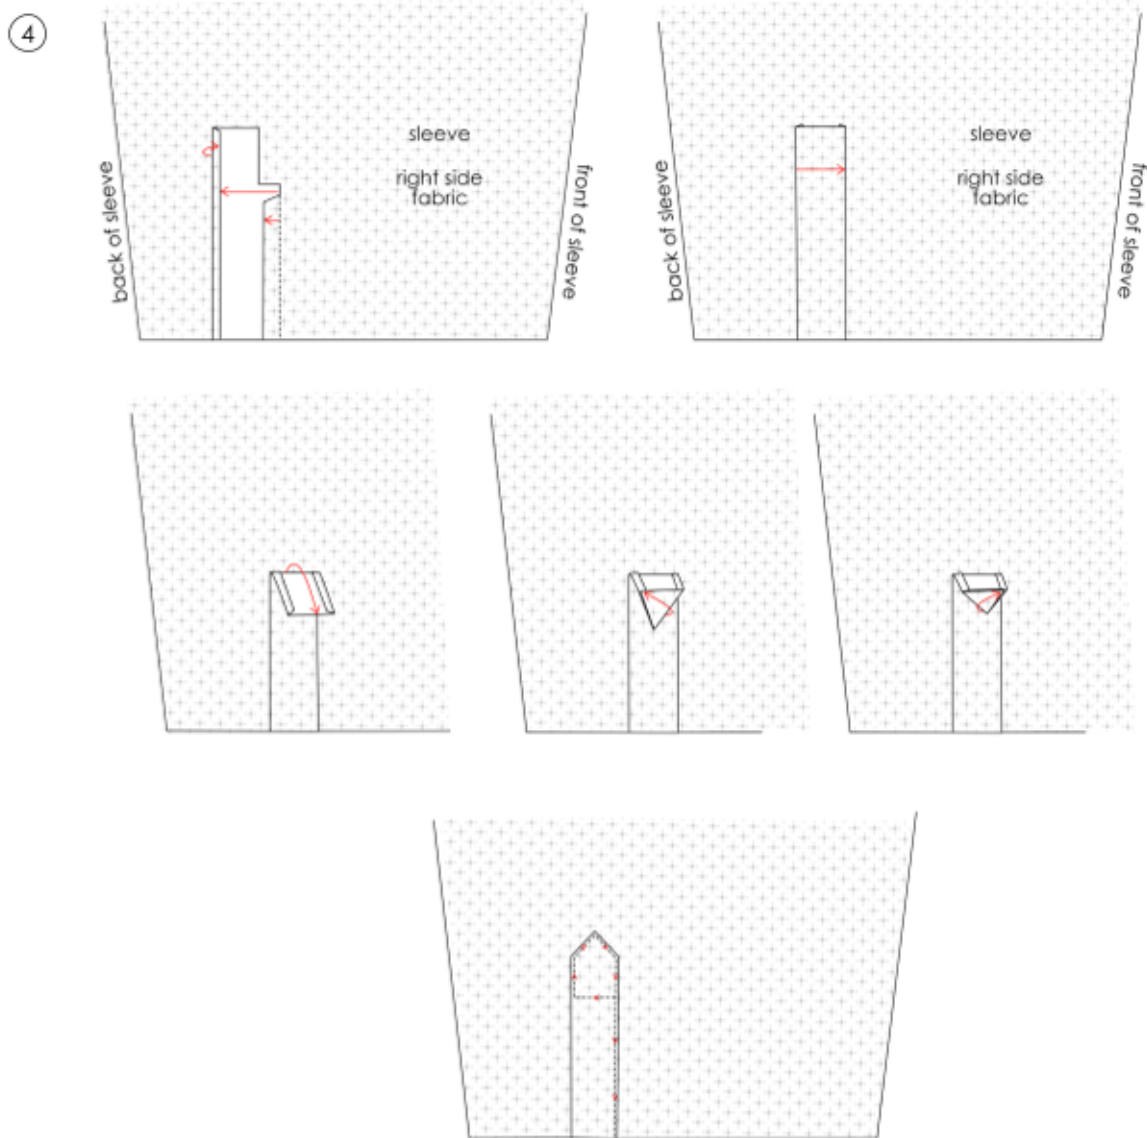 4
sleeve
right side
fabric
back of sleeve
front of sleeve
sleeve
right side
fabric
back of sleeve
front of sleeve